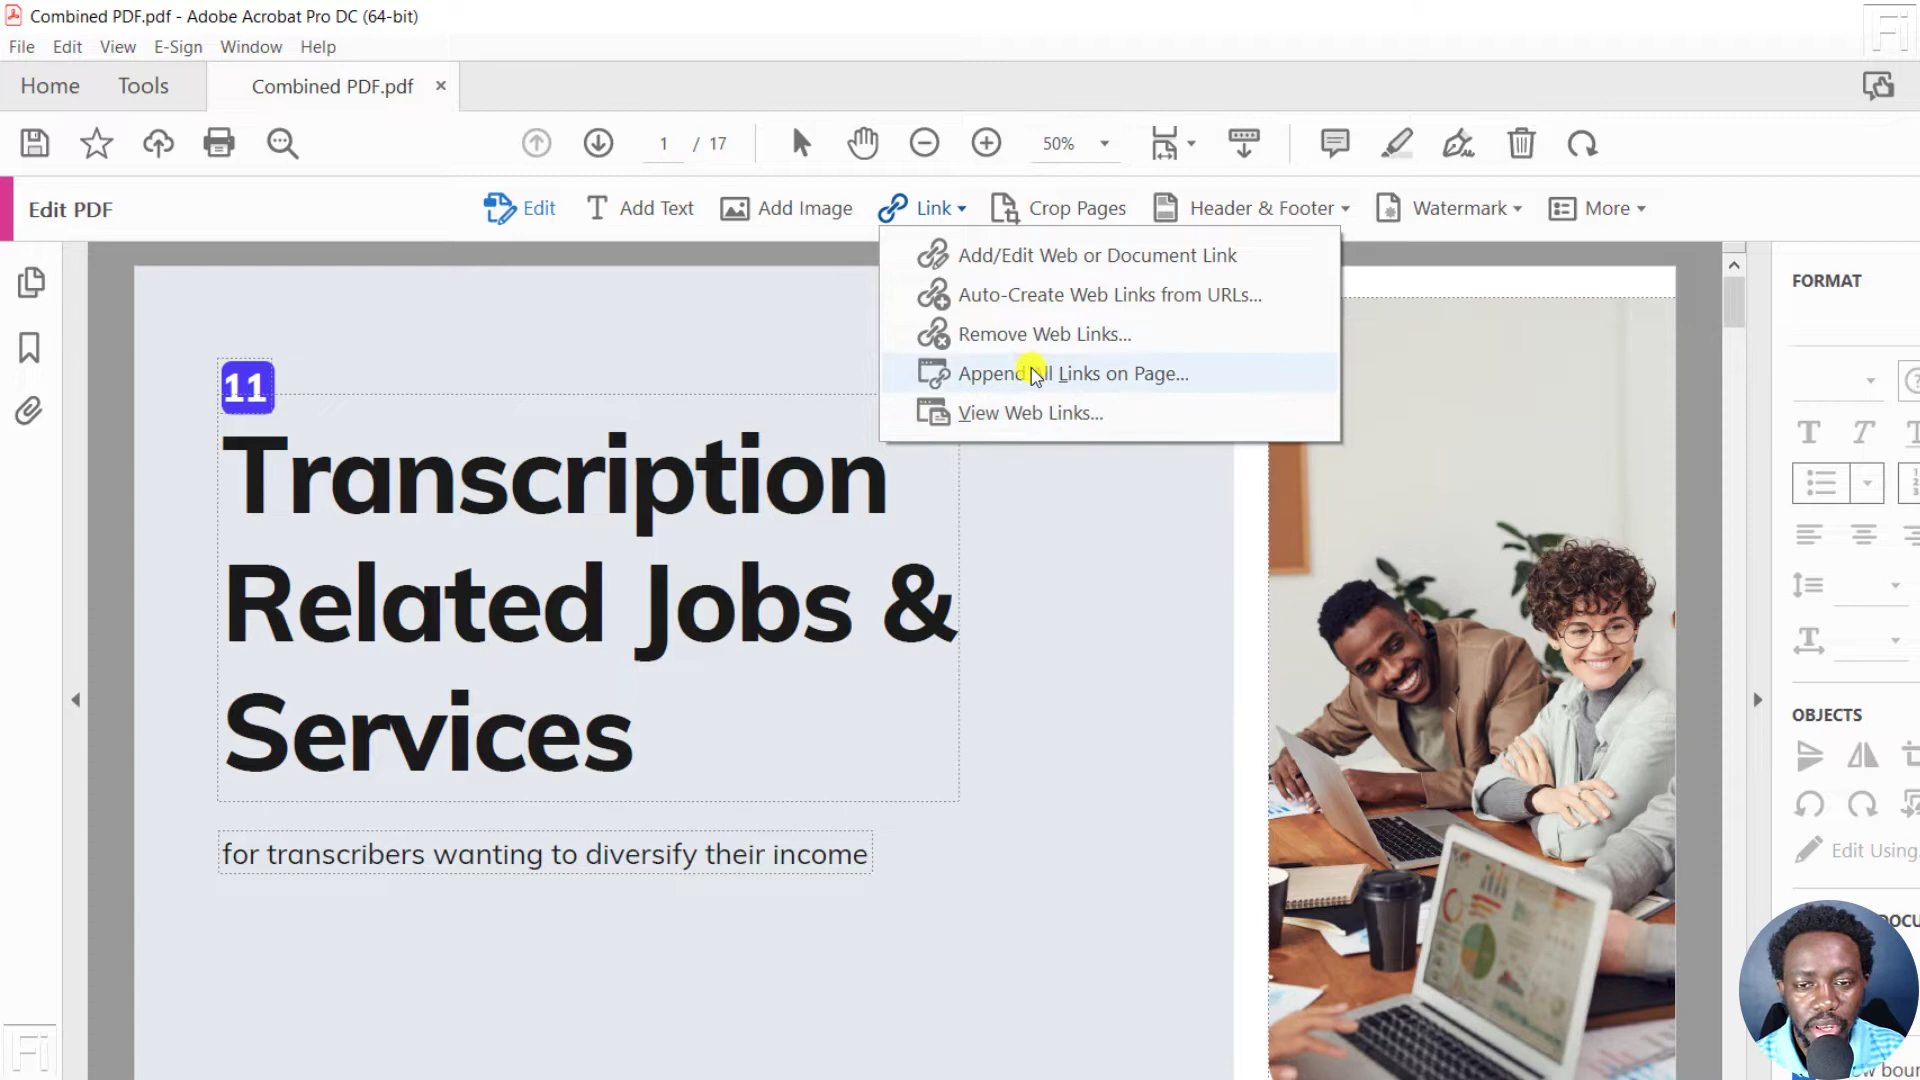 Combined PDF.pdf - Adobe Acrobat Pro DC (64-bit)
File Edit View E-Sign Window Help
Home Tools Combined PDF.pdf ×
1 / 17 50%
Edit PDF Edit Add Text Add Image Link Crop Pages Header & Footer Watermark More
Add/Edit Web or Document Link
Auto-Create Web Links from URLs...
Remove Web Links...
Append All Links on Page...
View Web Links...
11
Transcription
Related Jobs &
Services
for transcribers wanting to diversify their income
FORMAT
OBJECTS
Edit Using
Fi
Fi